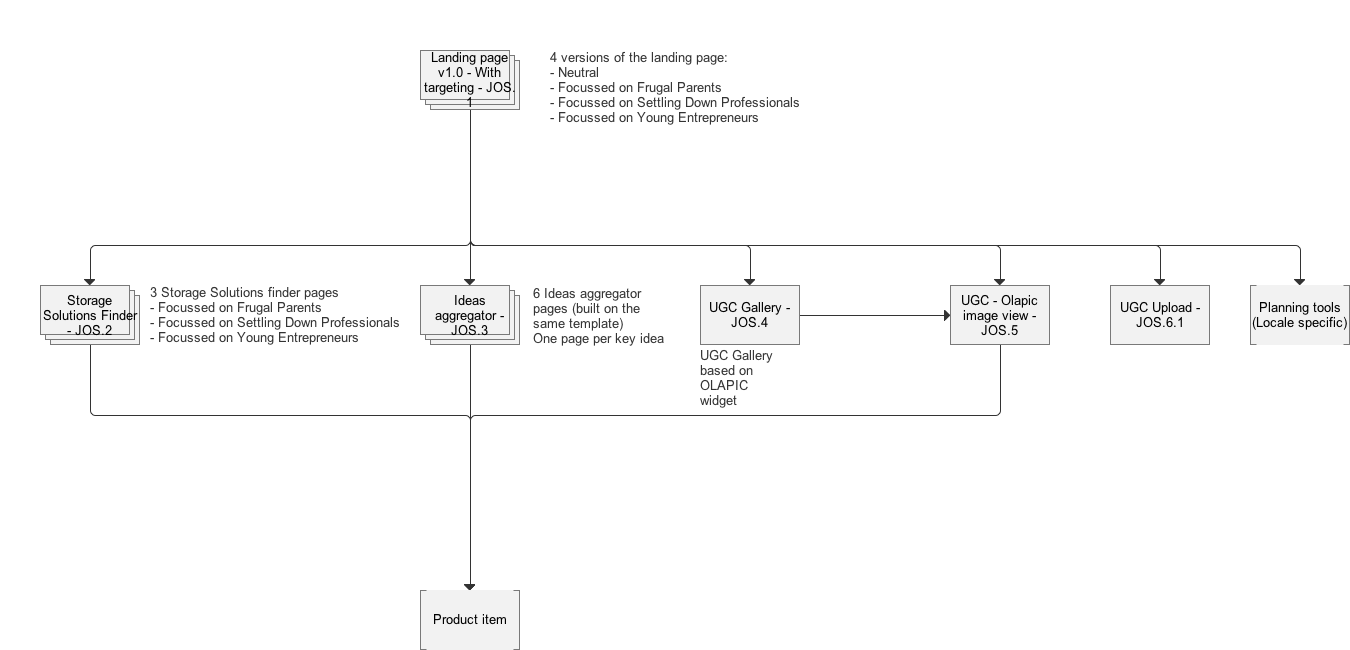 Landing page
v1.0 - With
targeting - JOS.
1
4 versions of the landing page:
- Neutral
- Focussed on Frugal Parents
- Focussed on Settling Down Professionals
- Focussed on Young Entrepreneurs
Storage
Solutions Finder
- JOS.2
3 Storage Solutions finder pages
- Focussed on Frugal Parents
- Focussed on Settling Down Professionals
- Focussed on Young Entrepreneurs
Ideas
aggregator -
JOS.3
6 Ideas aggregator
pages (built on the
same template)
One page per key idea
UGC Gallery -
JOS.4
UGC Gallery
based on
OLAPIC
widget
UGC - Olapic
image view -
JOS.5
UGC Upload -
JOS.6.1
Planning tools
(Locale specific)
Product item